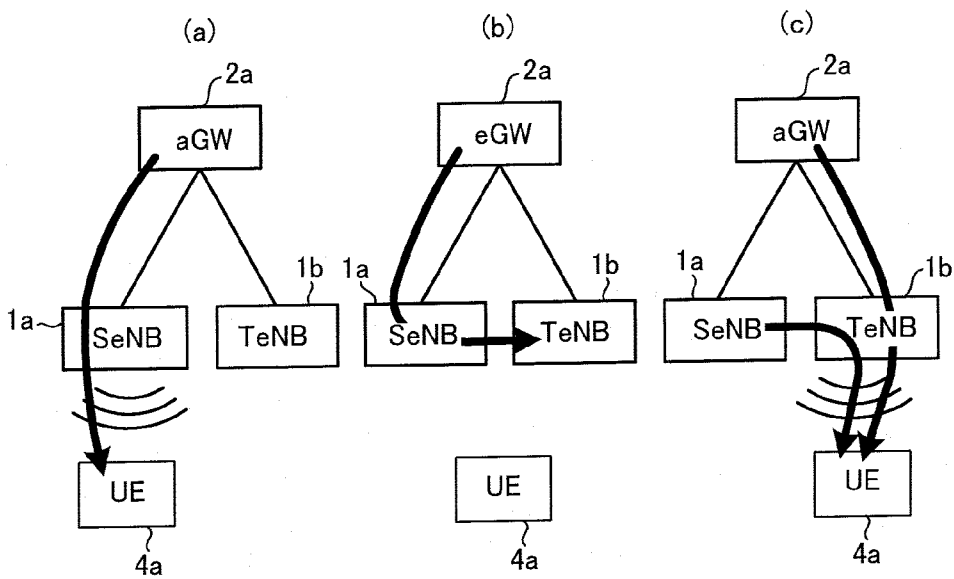 (a) (b) (c)
2a 2a 2a
aGW eGW aGW
1a 1b 1a 1b 1a 1b
SeNB TeNB SeNB TeNB SeNB TeNB
UE UE UE
4a 4a 4a